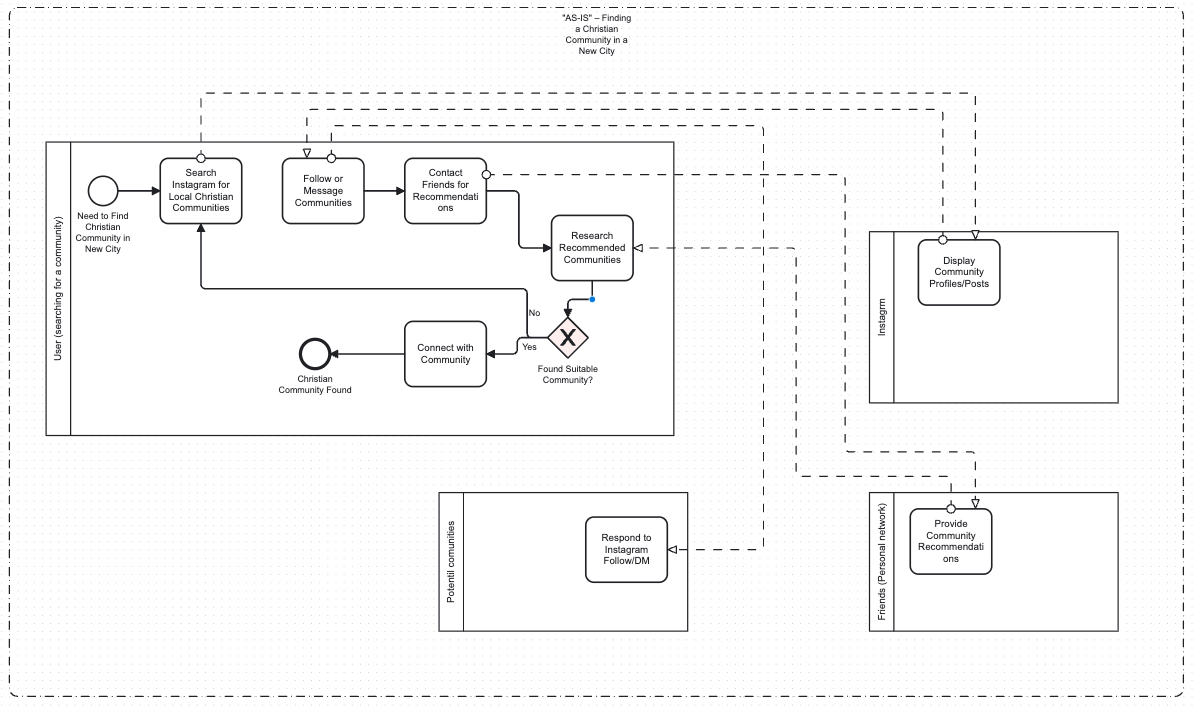 "AS-IS" – Finding
a Christian
Community in a
New City
User (searching for a community)
Need to Find
Christian
Community in
New City
Search
Instagram for
Local Christian
Communities
Follow or
Message
Communities
Contact
Friends for
Recommendati
ons
Research
Recommended
Communities
No
Yes
Found Suitable
Community?
Connect with
Community
Christian
Community Found
Instagrm
Display
Community
Profiles/Posts
Potentil comunities
Respond to
Instagram
Follow/DM
Friends (Personal network)
Provide
Community
Recommendati
ons